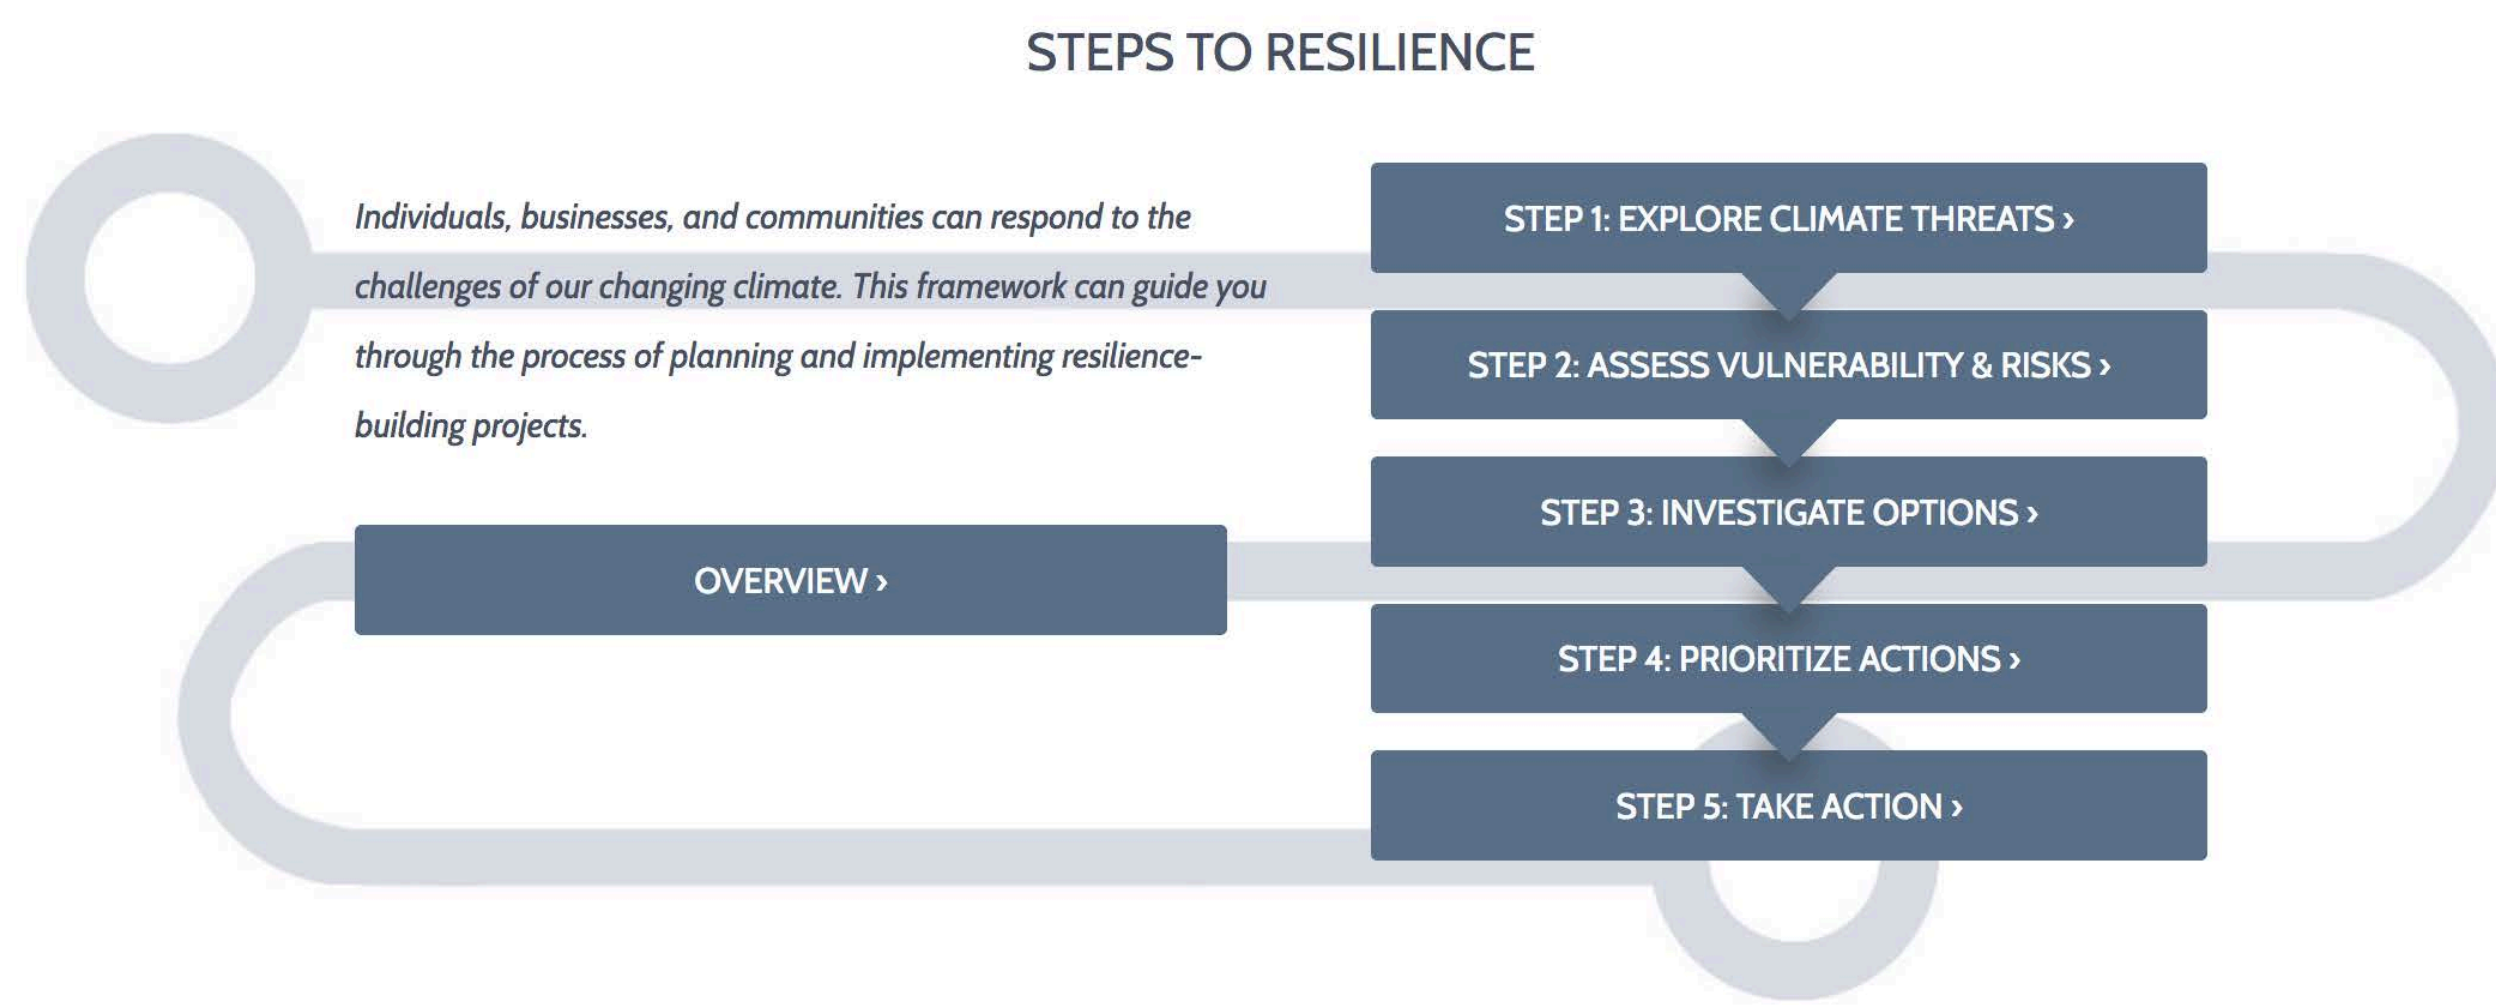 STEPS TO RESILIENCE
Individuals, businesses, and communities can respond to the
challenges of our changing climate. This framework can guide you
through the process of planning and implementing resilience-
building projects.
OVERVIEW ›
STEP 1: EXPLORE CLIMATE THREATS ›
STEP 2: ASSESS VULNERABILITY & RISKS ›
STEP 3: INVESTIGATE OPTIONS ›
STEP 4: PRIORITIZE ACTIONS ›
STEP 5: TAKE ACTION ›